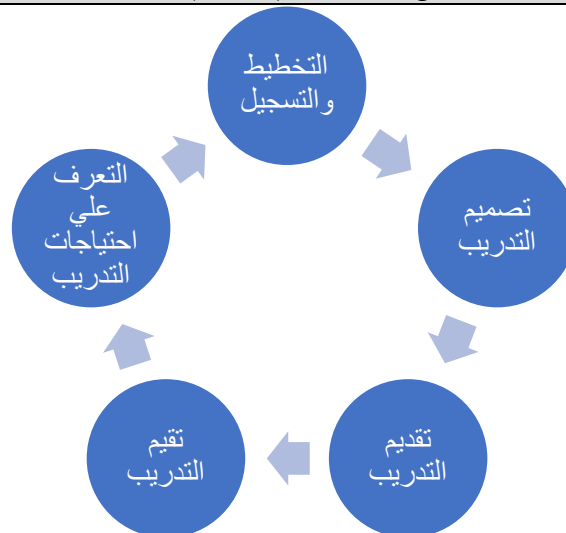 التخطيط
والتسجيل
تصميم
التدريب
تقديم
التدريب
تقيم
التدريب
التعرف
علي
احتياجات
التدريب